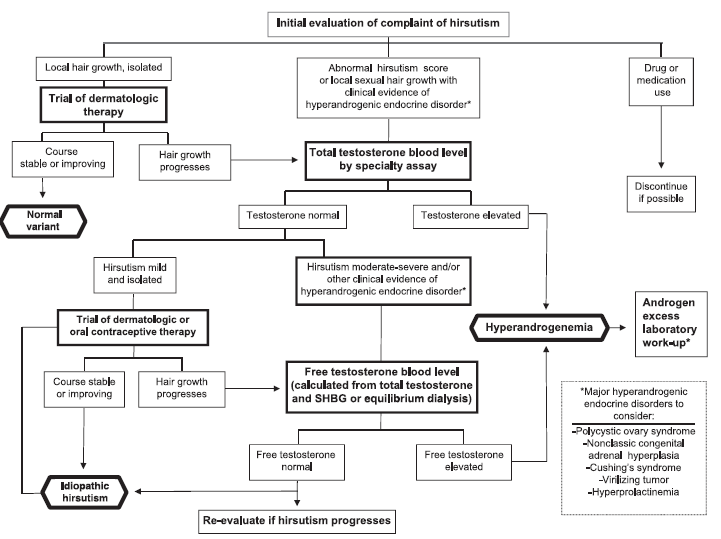 Initial evaluation of complaint of hirsutism
Local hair growth, isolated
Abnormal hirsutism score
or local sexual hair growth with
clinical evidence of
hyperandrogenic endocrine disorder*
Drug or
medication
use
Trial of dermatologic
therapy
Course
stable or improving
Hair growth
progresses
Total testosterone blood level
by specialty assay
Discontinue
if possible
Normal
variant
Testosterone normal
Testosterone elevated
Hirsutism mild
and isolated
Hirsutism moderate-severe and/or
other clinical evidence of
hyperandrogenic endocrine disorder*
Trial of dermatologic or
oral contraceptive therapy
Hyperandrogenemia
Androgen
excess
laboratory
work-up*
Course stable
or improving
Hair growth
progresses
Free testosterone blood level
(calculated from total testosterone
and SHBG or equilibrium dialysis)
*Major hyperandrogenic
endocrine disorders to
consider:
-Polycystic ovary syndrome
-Nonclassic congenital
adrenal hyperplasia
-Cushing's syndrome
-Virilizing tumor
-Hyperprolactinemia
Free testosterone
normal
Free testosterone
elevated
Idiopathic
hirsutism
Re-evaluate if hirsutism progresses